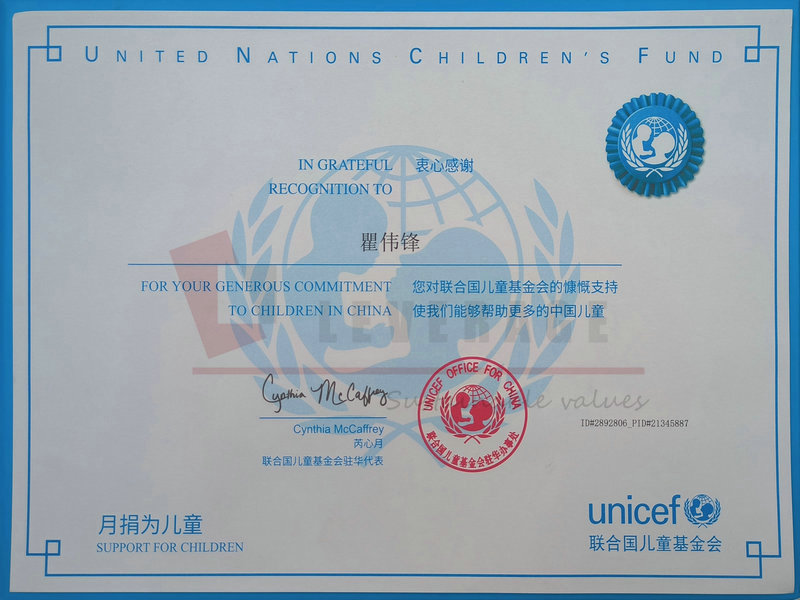 UNITED NATIONS CHILDREN'S FUND
IN GRATEFUL 衷心感谢
RECOGNITION TO
瞿伟锋
FOR YOUR GENEROUS COMMITMENT 您对联合国儿童基金会的慷慨支持
TO CHILDREN IN CHINA 使我们能够帮助更多的中国儿童
LEVERAGE
Cynthia McCaffrey
UNICEF OFFICE FOR CHINA
联合国儿童基金会驻华办事处
values
ID#2892806_PID#21345887
Cynthia McCaffrey
芮心月
联合国儿童基金会驻华代表
月捐为儿童
SUPPORT FOR CHILDREN
unicef
联合国儿童基金会